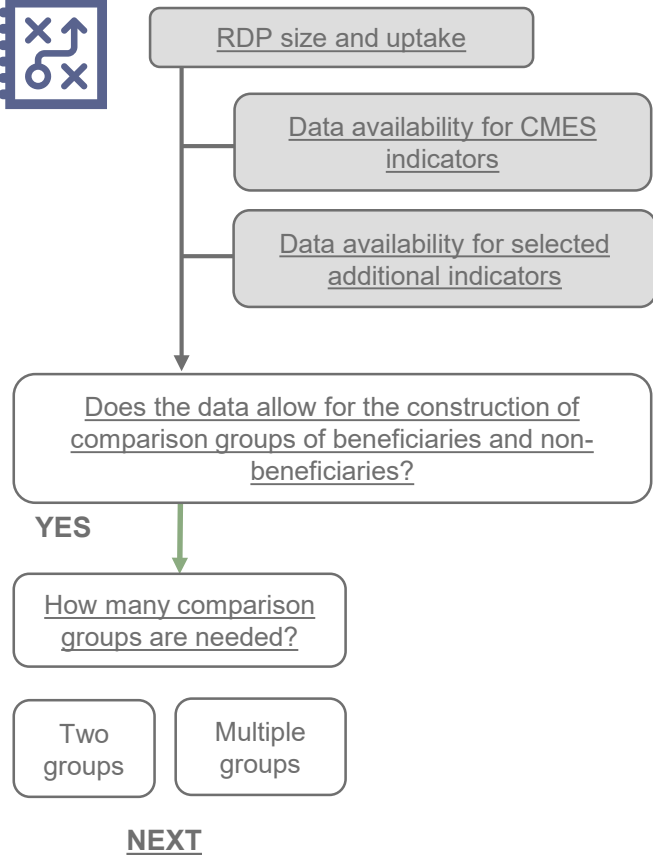 RDP size and uptake
Data availability for CMES
indicators
Data availability for selected
additional indicators
Does the data allow for the construction of
comparison groups of beneficiaries and non-
beneficiaries?
YES
How many comparison
groups are needed?
Two
groups
Multiple
groups
NEXT